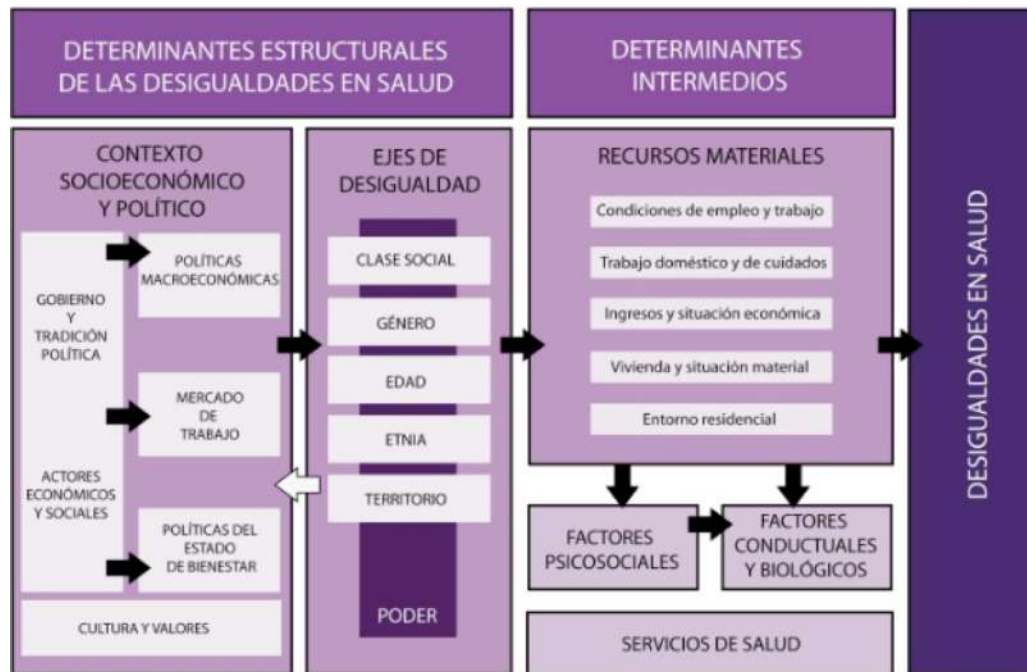 DETERMINANTES ESTRUCTURALES
DE LAS DESIGUALDADES EN SALUD
DETERMINANTES
INTERMEDIOS
CONTEXTO
SOCIOECONÓMICO
Y POLÍTICO
GOBIERNO
Y
TRADICIÓN
POLÍTICA
ACTORES
ECONÓMICOS
Y SOCIALES
POLÍTICAS
MACROECONÓMICAS
MERCADO
DE
TRABAJO
POLÍTICAS DEL
ESTADO
DE BIENESTAR
CULTURA Y VALORES
EJES DE
DESIGUALDAD
CLASE SOCIAL
GÉNERO
EDAD
ETNIA
TERRITORIO
PODER
RECURSOS MATERIALES
Condiciones de empleo y trabajo
Trabajo doméstico y de cuidados
Ingresos y situación económica
Vivienda y situación material
Entorno residencial
FACTORES
PSICOSOCIALES
FACTORES
CONDUCTUALES
Y BIOLÓGICOS
SERVICIOS DE SALUD
DESIGUALDADES EN SALUD